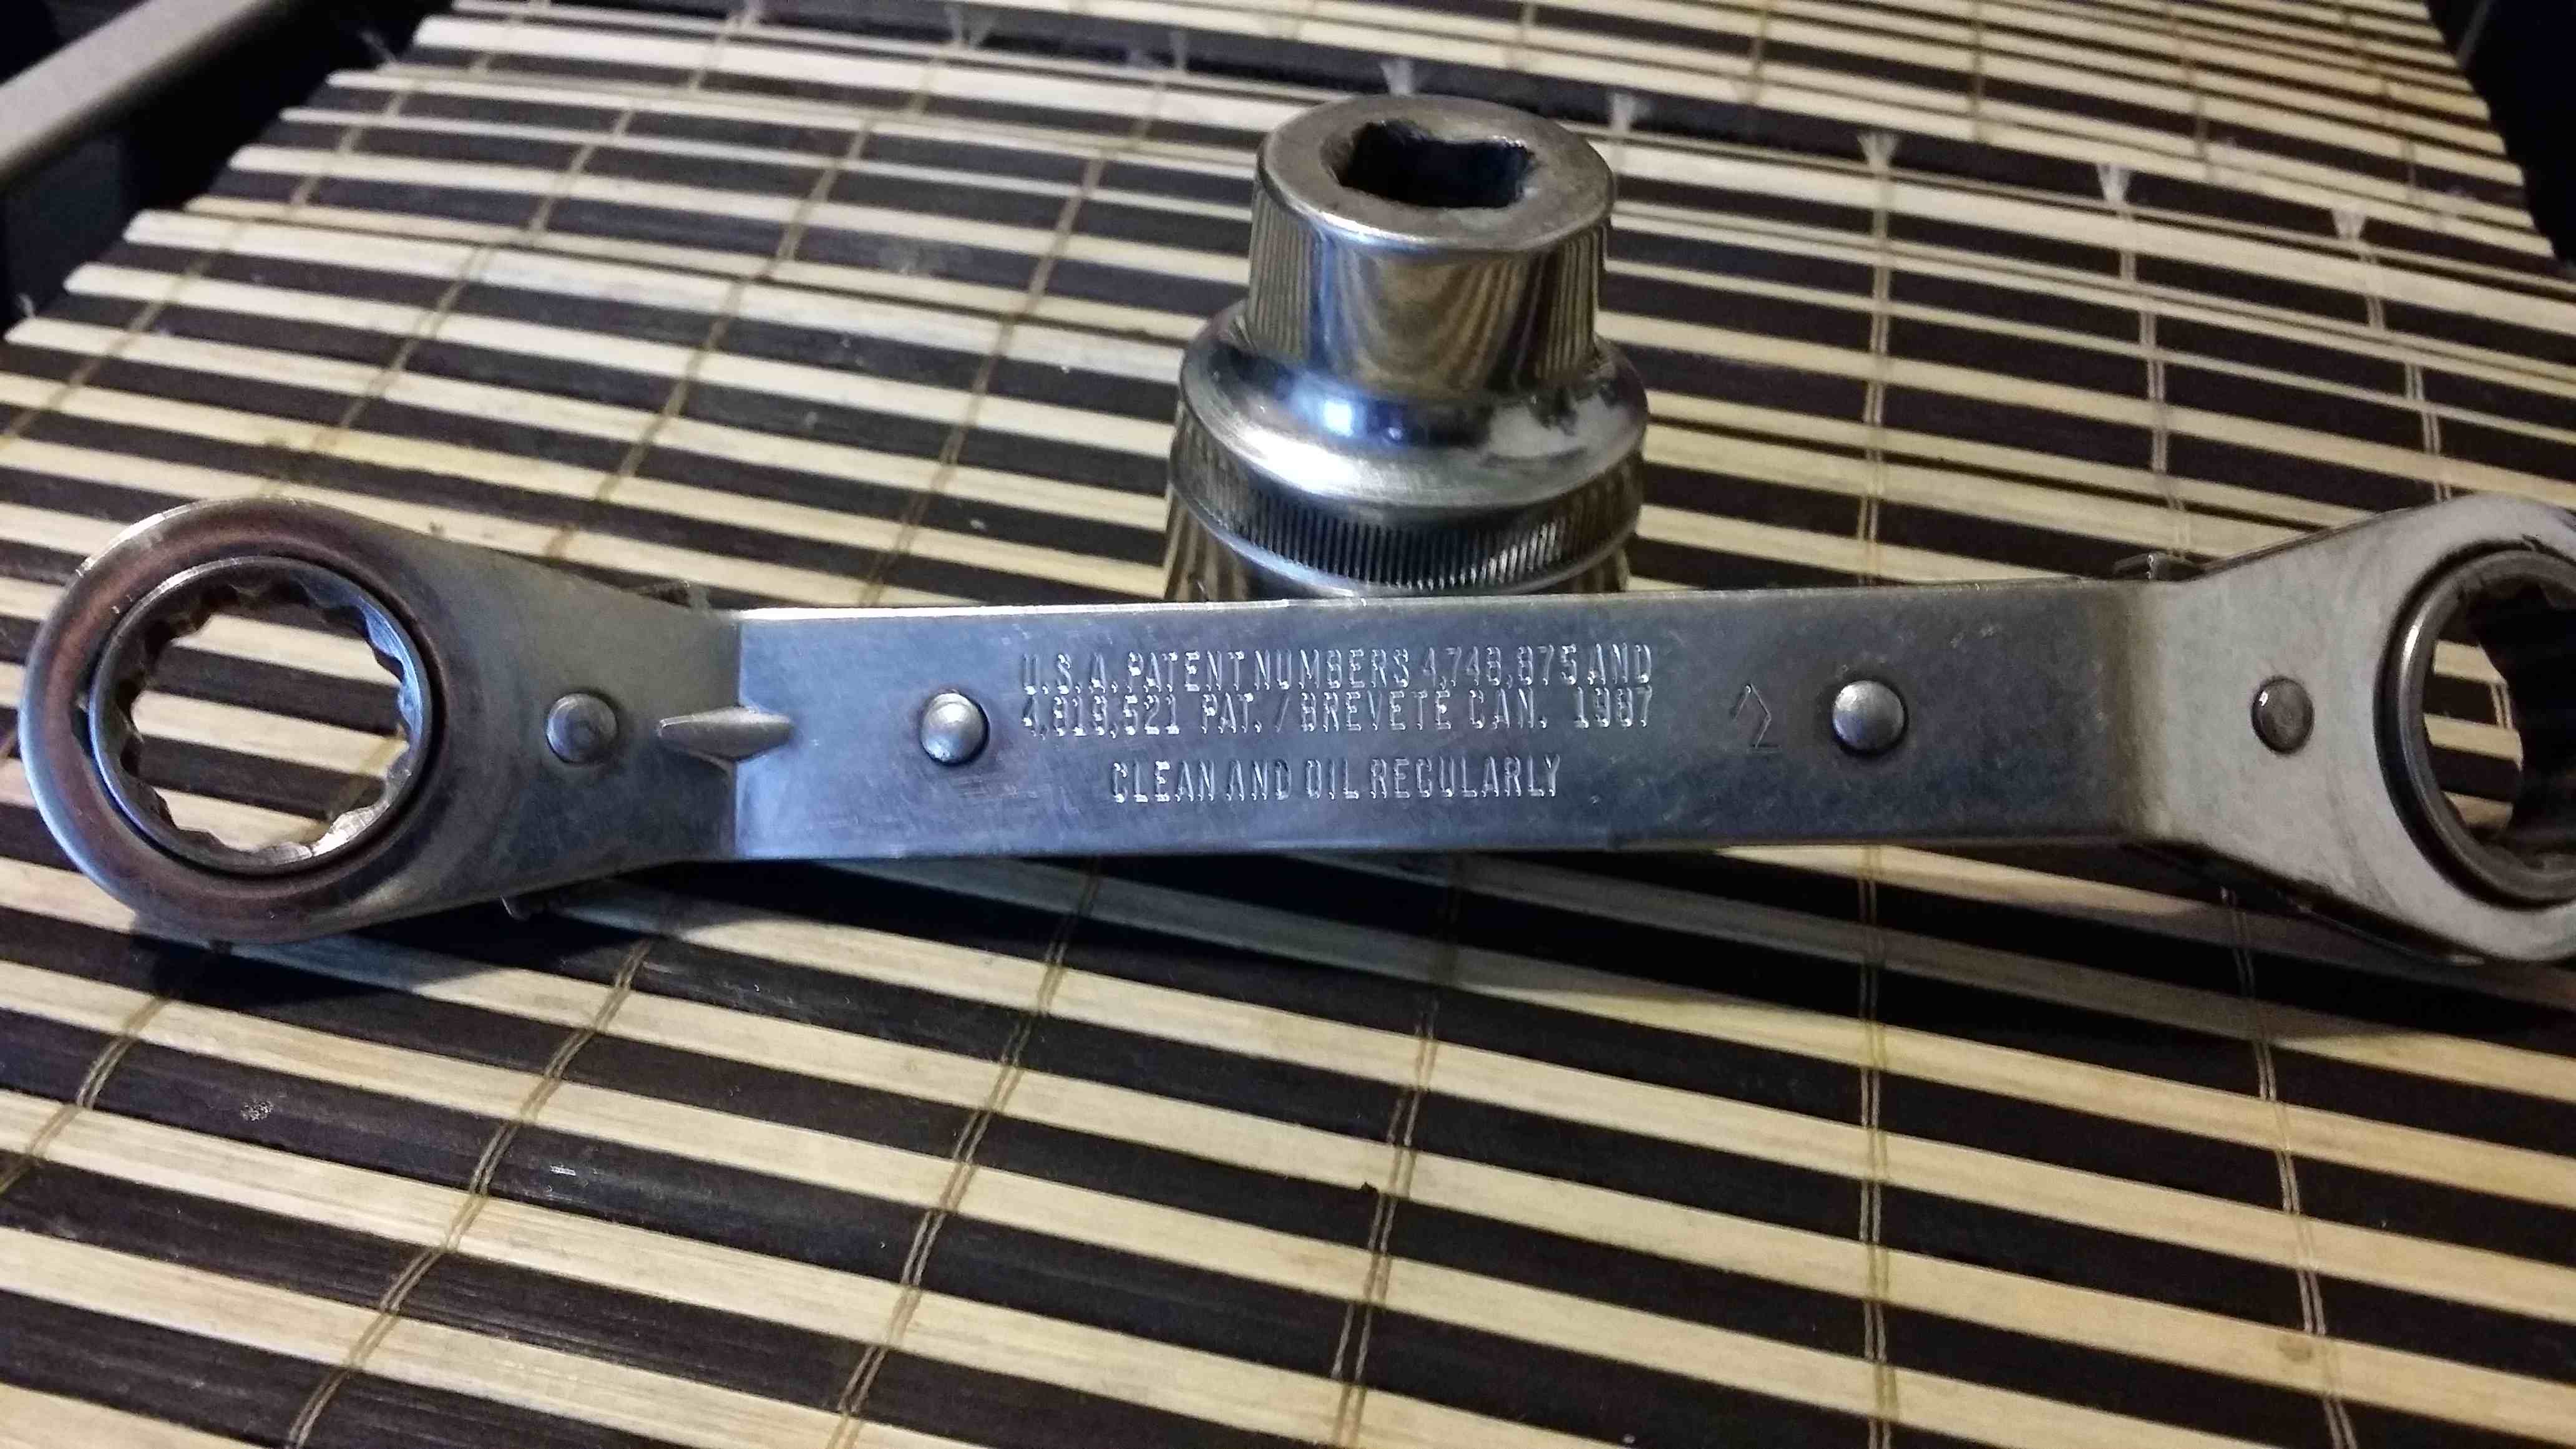 U.S.A. PATENT NUMBERS 4,748,875 AND
4,819,521 PAT. / BREVETE CAN. 1987
CLEAN AND OIL REGULARLY